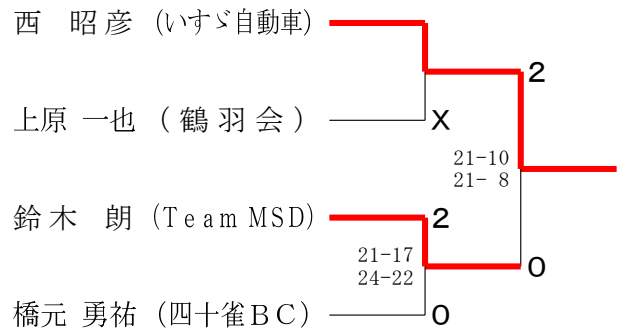 西 昭彦 (いすゞ自動車)
2
上原 一也 (鶴羽会)
X
21-10
21- 8
鈴木 朗 (Team MSD)
2
21-17
24-22
0
橋元 勇祐 (四十雀BC)
0